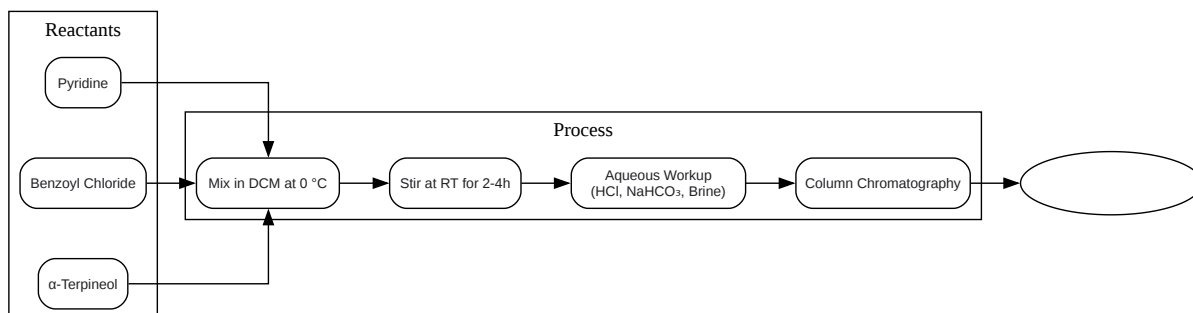 Reactants
Pyridine
Benzoyl Chloride
α-Terpineol
Process
Mix in DCM at 0 °C
Stir at RT for 2-4h
Aqueous Workup
(HCl, NaHCO₃, Brine)
Column Chromatography